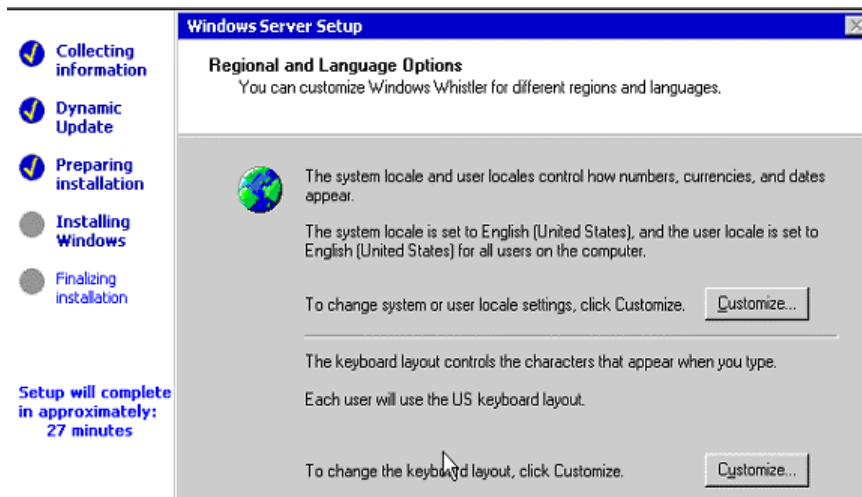 Collecting
information
Dynamic
Update
Preparing
installation
Installing
Windows
Finalizing
installation
Setup will complete
in approximately:
27 minutes
Windows Server Setup
Regional and Language Options
You can customize Windows Whistler for different regions and languages.
The system locale and user locales control how numbers, currencies, and dates
appear.
The system locale is set to English (United States), and the user locale is set to
English (United States) for all users on the computer.
To change system or user locale settings, click Customize.
Customize...
The keyboard layout controls the characters that appear when you type.
Each user will use the US keyboard layout.
To change the keyboard layout, click Customize.
Customize...